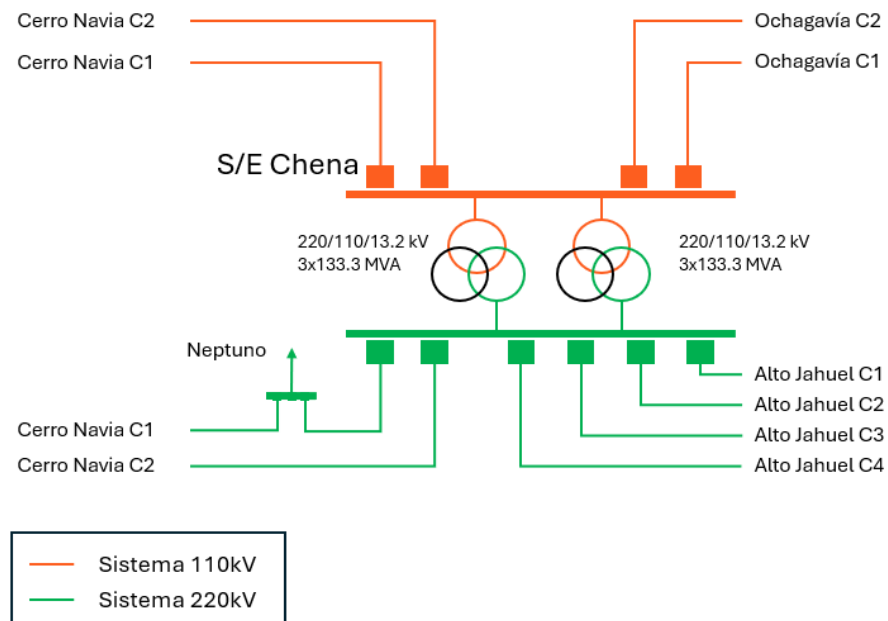 Cerro Navia C2
Ochagavía C2
Cerro Navia C1
Ochagavía C1
S/E Chena
220/110/13.2 kV
3x133.3 MVA
220/110/13.2 kV
3x133.3 MVA
Neptuno
Alto Jahuel C1
Alto Jahuel C2
Cerro Navia C1
Alto Jahuel C3
Cerro Navia C2
Alto Jahuel C4
Sistema 110kV
Sistema 220kV